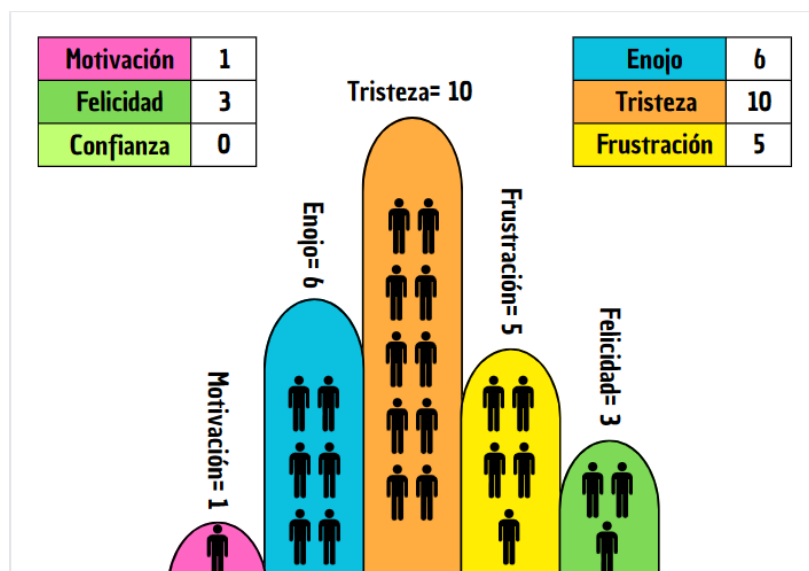 Motivación 1
Felicidad 3
Confianza 0
Enojo 6
Tristeza 10
Frustración 5
Tristeza= 10
Enojo= 6
Frustración= 5
Motivación= 1
Felicidad= 3